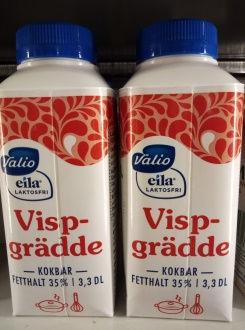 Valio
eila
LAKTOSFRI
Visp-
grädde
KOKBAR
FETTHALT 35% | 3,3 DL
Valio
eila
LAKTOSFRI
Visp-
grädde
KOKBAR
FETTHALT 35% | 3,3 DL